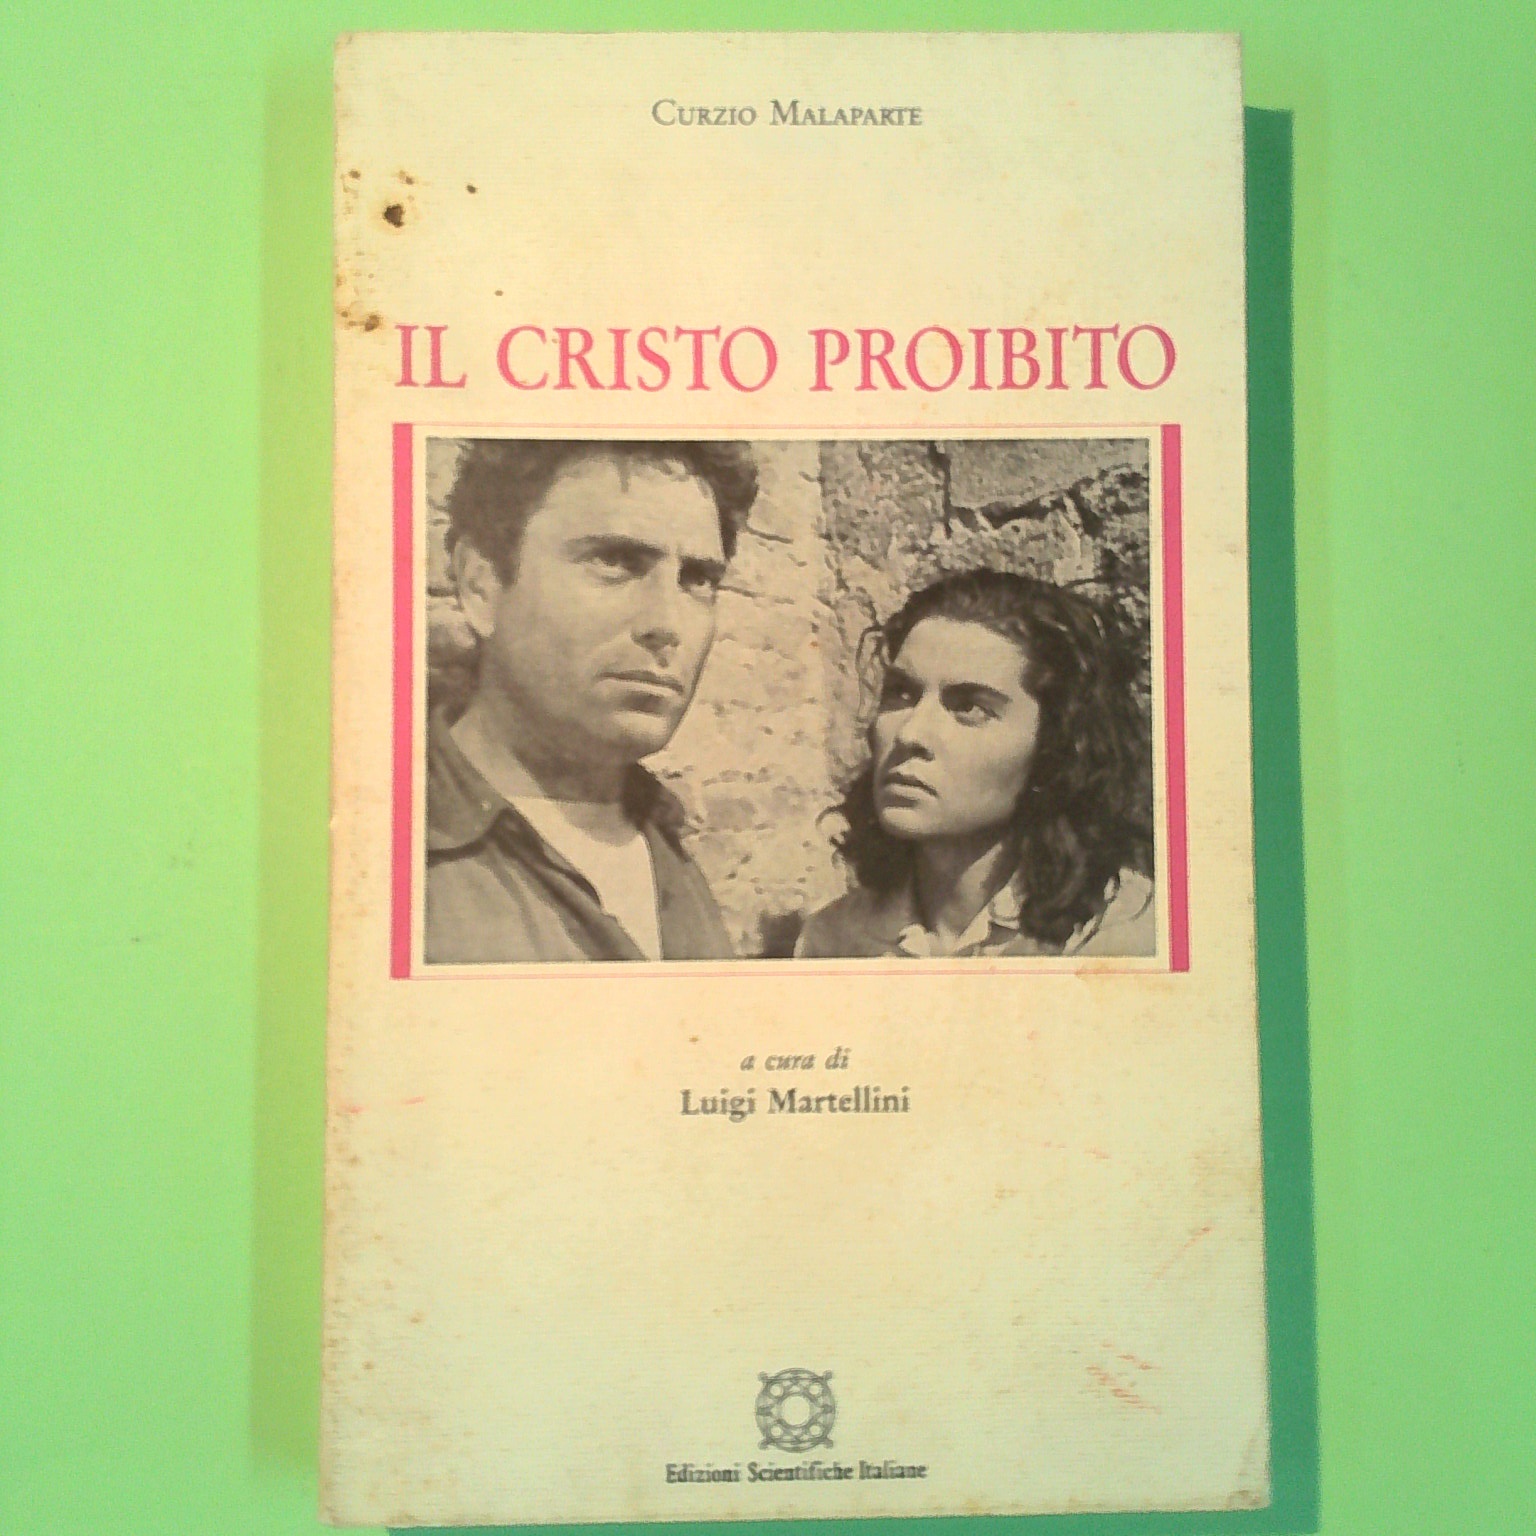 CURZIO MALAPARTE
IL CRISTO PROIBITO
a cura di
Luigi Martellini
Edizioni Scientifiche Italiane